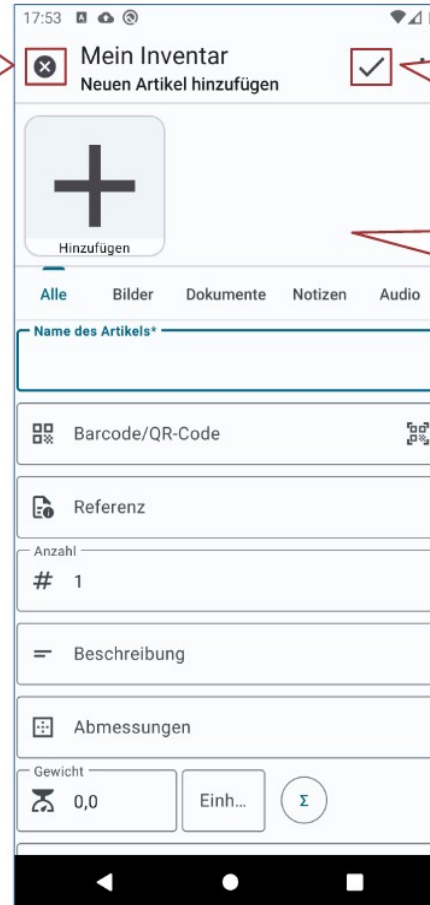 17:53
Mein Inventar
Neuen Artikel hinzufügen
Hinzufügen
Alle Bilder Dokumente Notizen Audio
Name des Artikels*
Barcode/QR-Code
Referenz
Anzahl
# 1
Beschreibung
Abmessungen
Gewicht
0,0 Einh... Σ